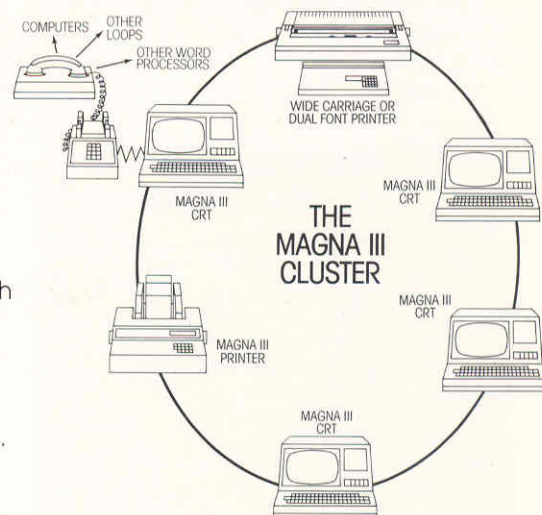 COMPUTERS
OTHER
LOOPS
OTHER WORD
PROCESSORS
WIDE CARRIAGE OR
DUAL FONT PRINTER
MAGNA III
CRT
MAGNA III
CRT
THE
MAGNA III
CLUSTER
MAGNA III
CRT
MAGNA III
PRINTER
MAGNA III
CRT